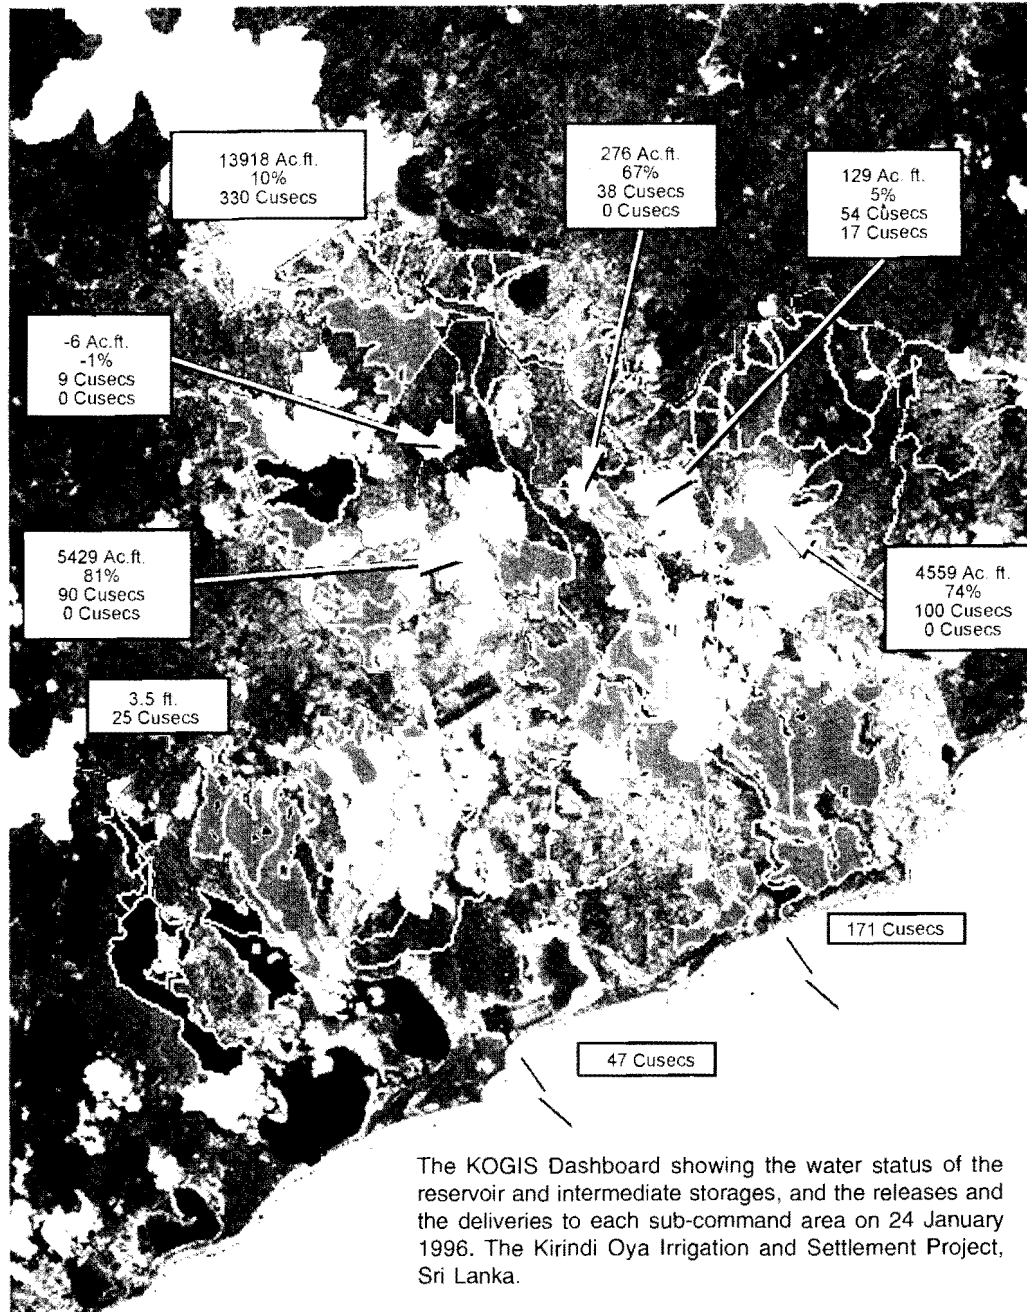 13918 Ac.ft.
10%
330 Cusecs
276 Ac.ft.
67%
38 Cusecs
0 Cusecs
129 Ac. ft.
5%
54 Cusecs
17 Cusecs
-6 Ac.ft.
-1%
9 Cusecs
0 Cusecs
5429 Ac.ft.
81%
90 Cusecs
0 Cusecs
4559 Ac. ft.
74%
100 Cusecs
0 Cusecs
3.5 ft.
25 Cusecs
171 Cusecs
47 Cusecs
The KOGIS Dashboard showing the water status of the
reservoir and intermediate storages, and the releases and
the deliveries to each sub-command area on 24 January
1996. The Kirindi Oya Irrigation and Settlement Project,
Sri Lanka.